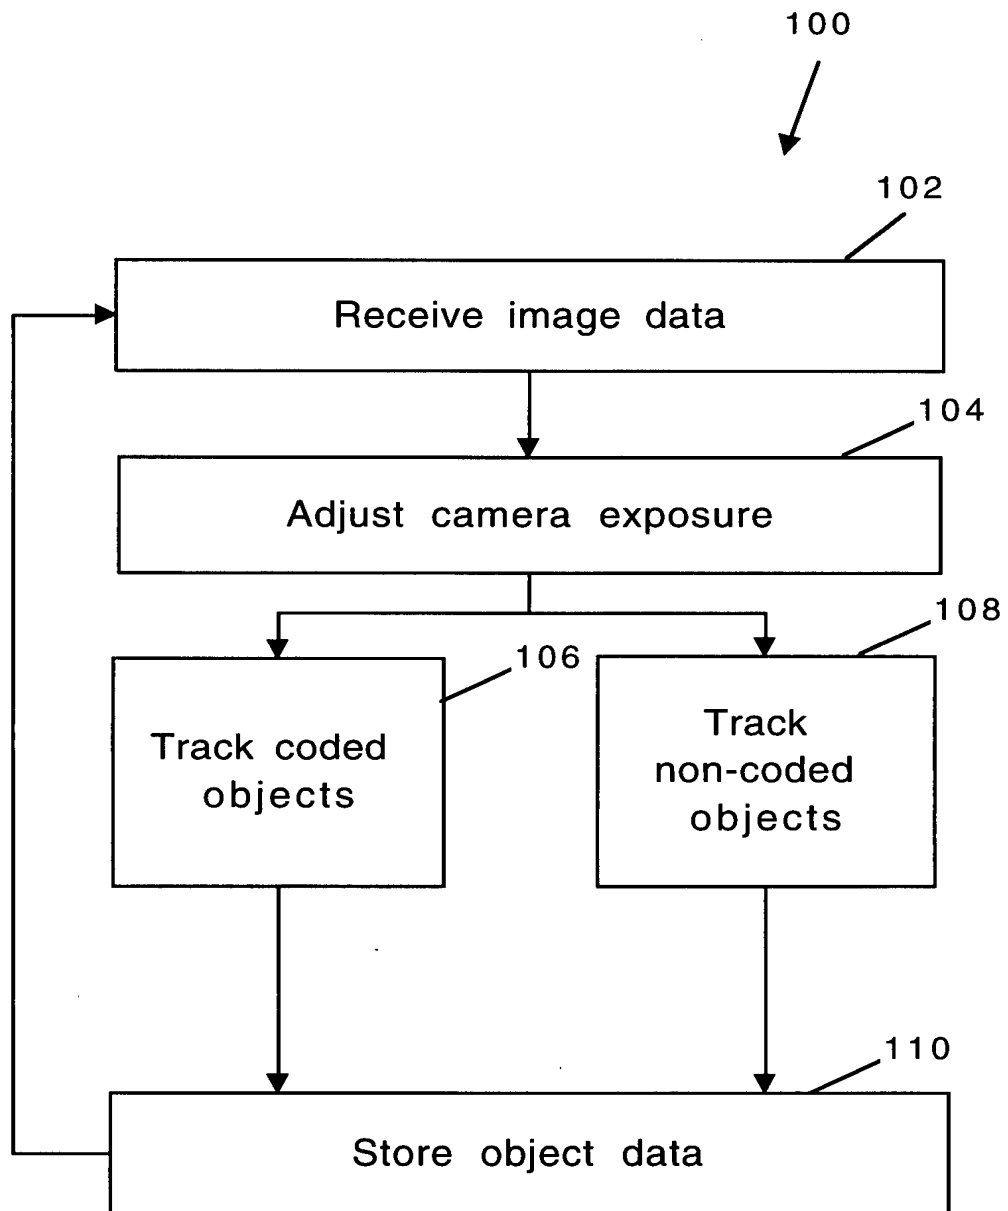 100
102
Receive image data
104
Adjust camera exposure
108
106
Track coded
objects
Track
non-coded
objects
110
Store object data